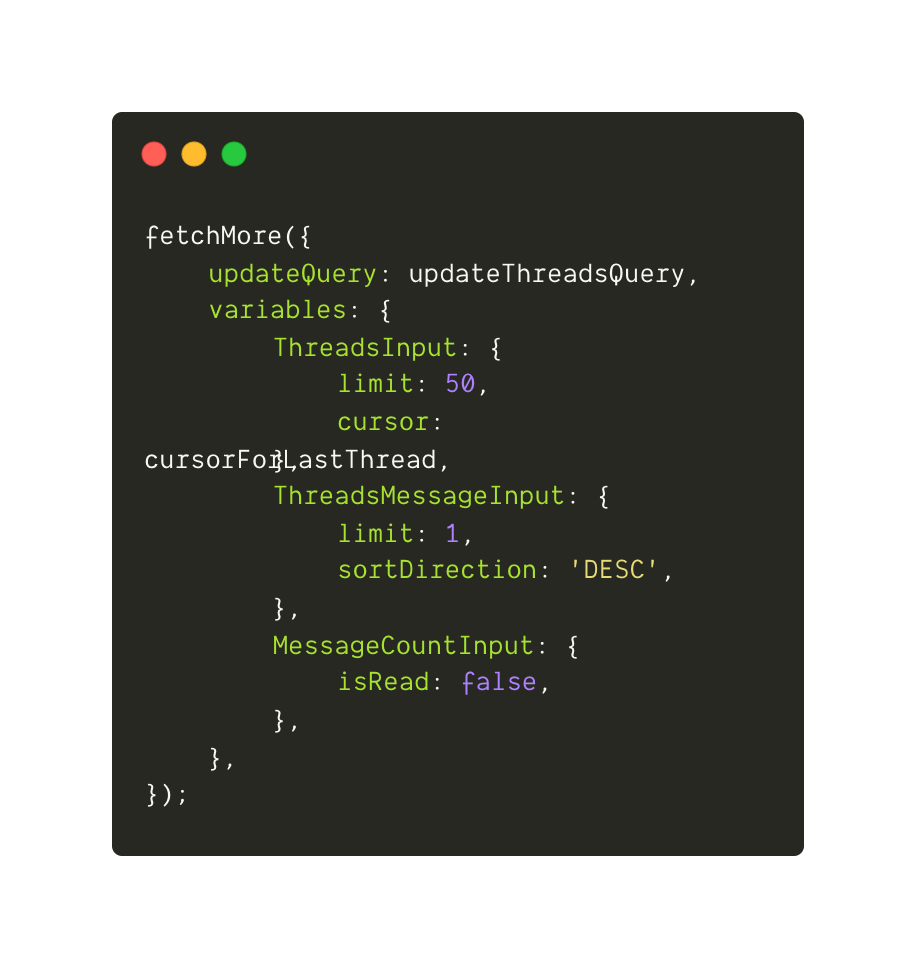 fetchMore({
    updateQuery: updateThreadsQuery,
    variables: {
        ThreadsInput: {
            limit: 50,
            cursor:
cursorForLastThread,
        },
        ThreadsMessageInput: {
            limit: 1,
            sortDirection: 'DESC',
        },
        MessageCountInput: {
            isRead: false,
        },
    },
});